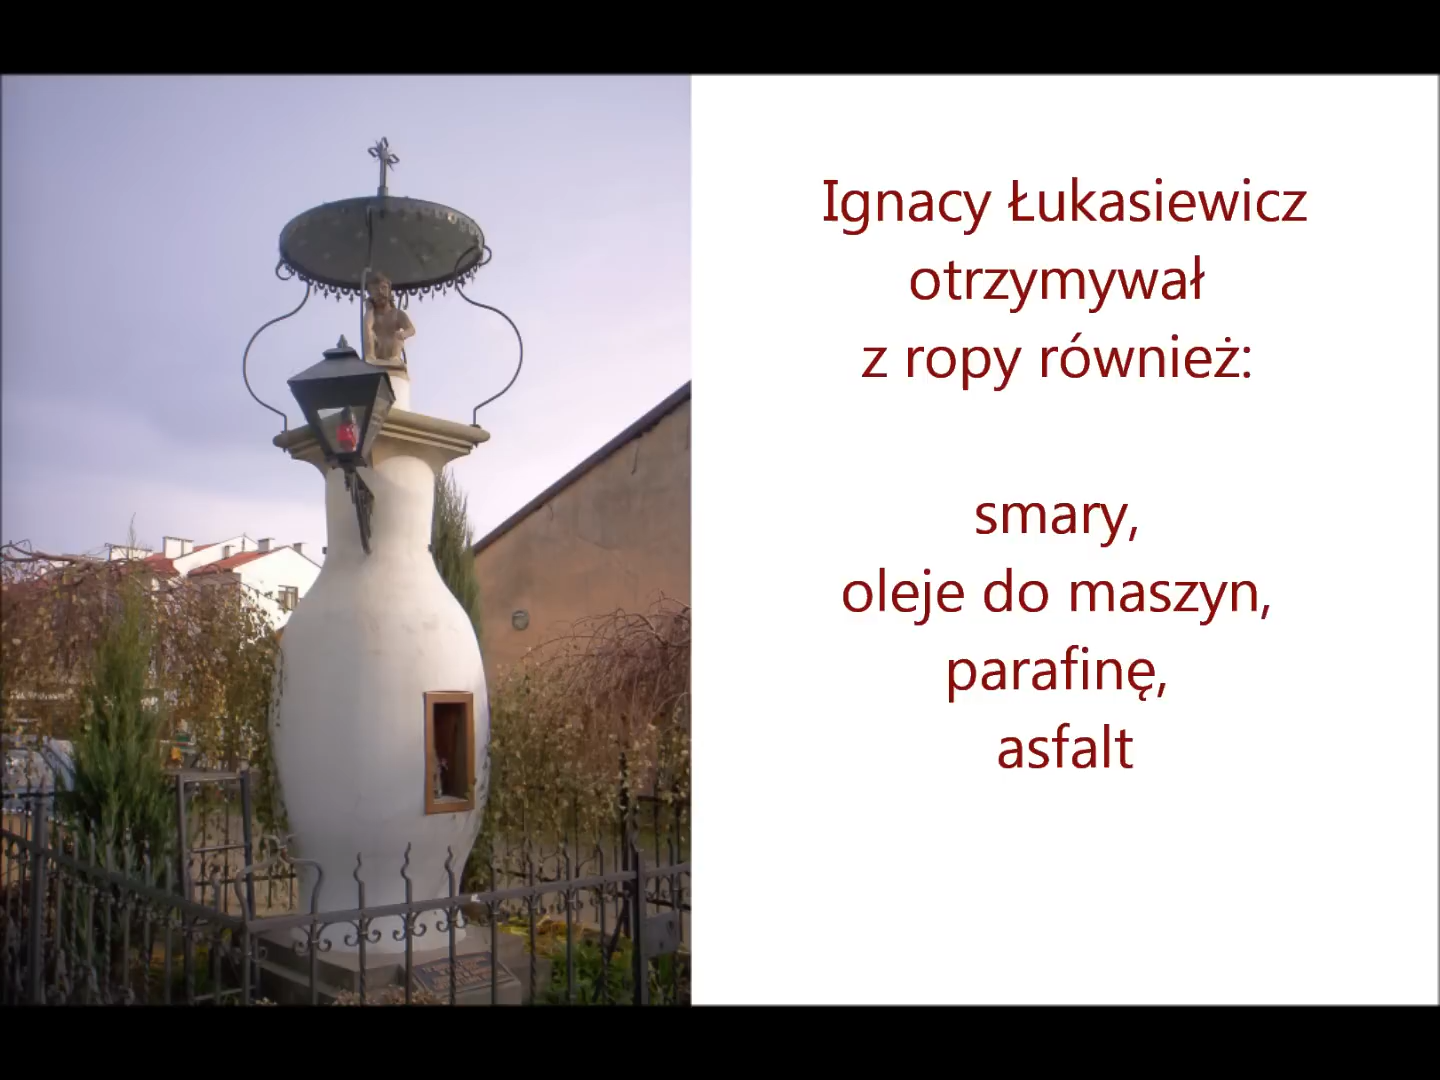 Ignacy Łukasiewicz
otrzymywał
z ropy również:
smary,
oleje do maszyn,
parafinę,
asfalt